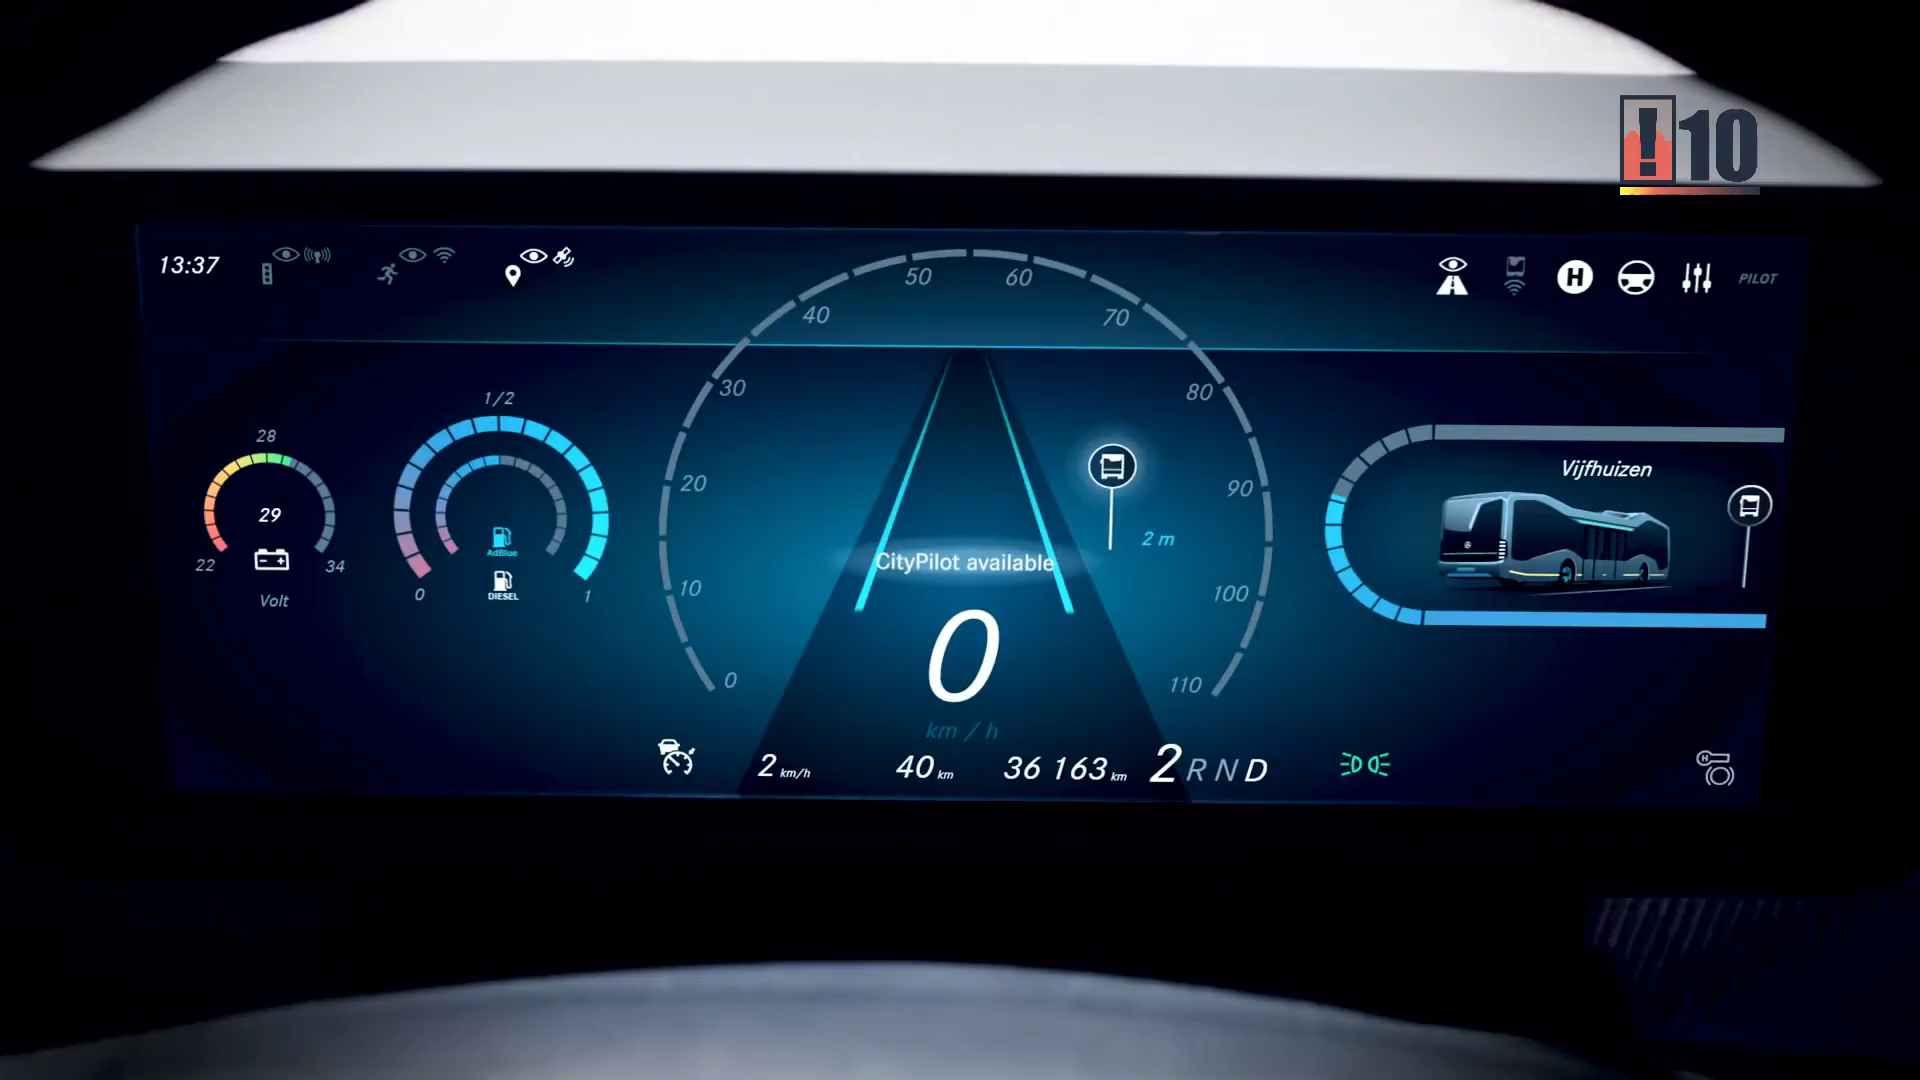 !10
13:37
PILOT
H
50
60
40
70
30
80
20
90
10
100
0
110
28
29
22
34
Volt
1/2
AdBlue
DIESEL
0
1
2 m
CityPilot available
0
km / h
Vijfhuizen
2 km/h
40 km
36 163 km
2 R N D
H